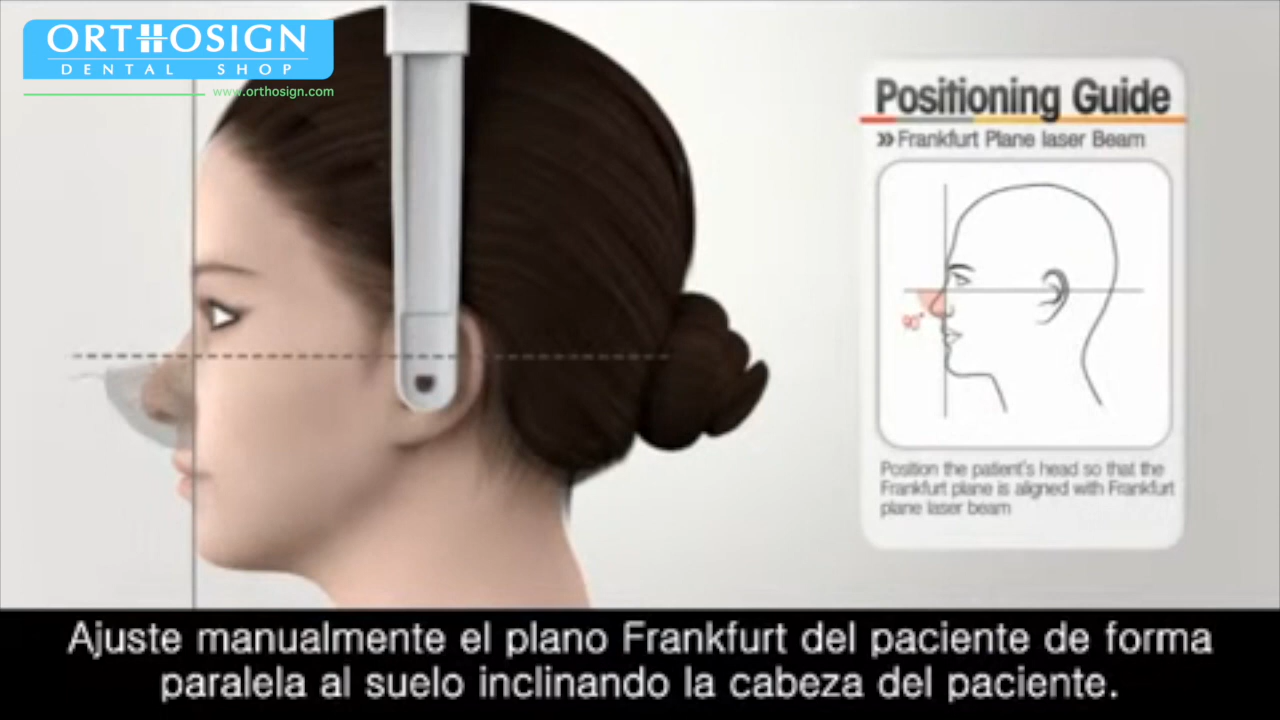 ORTHOSIGN
DENTAL SHOP
www.orthosign.com
Positioning Guide
» Frankfurt Plane laser Beam
90°
Position the patient's head so that the
Frankfurt plane is aligned with Frankfurt
plane laser beam
Ajuste manualmente el plano Frankfurt del paciente de forma
paralela al suelo inclinando la cabeza del paciente.